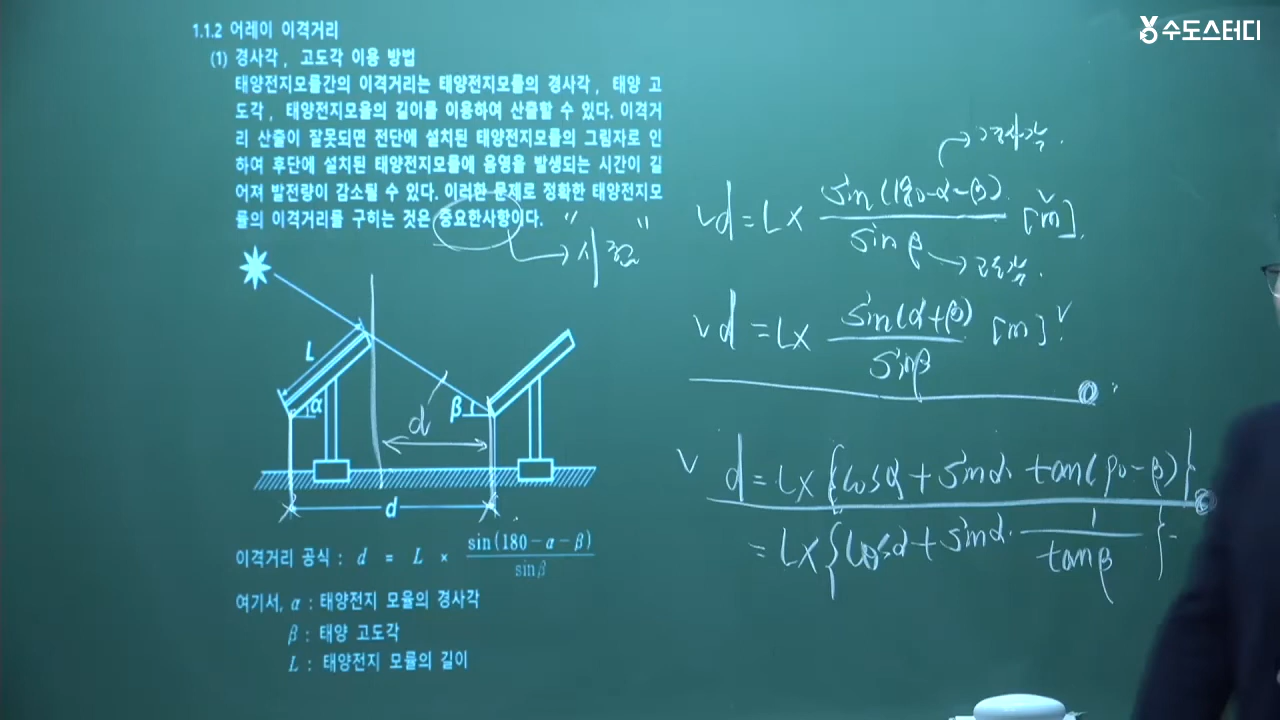 수도스터디
1.1.2 어레이 이격거리
(1) 경사각, 고도각 이용 방법
태양전지모듈간의 이격거리는 태양전지모듈의 경사각, 태양 고
도각, 태양전지모율의 길이를 이용하여 산출할 수 있다. 이격거
리 산출이 잘못되면 전단에 설치된 태양전지모듈의 그림자로 인
하여 후단에 설치된 태양전지모듈에 음영을 발생되는 시간이 길
어져 발전량이 감소될 수 있다. 이러한 문제로 정확한 태양전지모
듈의 이격거리를 구히는 것은 중요한사항이다.
" 시험 "
L
α
β
d
d
이격거리 공식 : d = L × sin(180-α-β) / sinβ
여기서, α : 태양전지 모율의 경사각
β : 태양 고도각
L : 태양전지 모률의 길이
→ 경사각.
d = L× sin(180-α-β) / sinβ [m].
→ 고도각.
d = L× sin(α+β) / sinβ [m]
d = L×{cosα + sinα tan(90-β)}
= L×{cosα + sinα · 1 / tanβ}